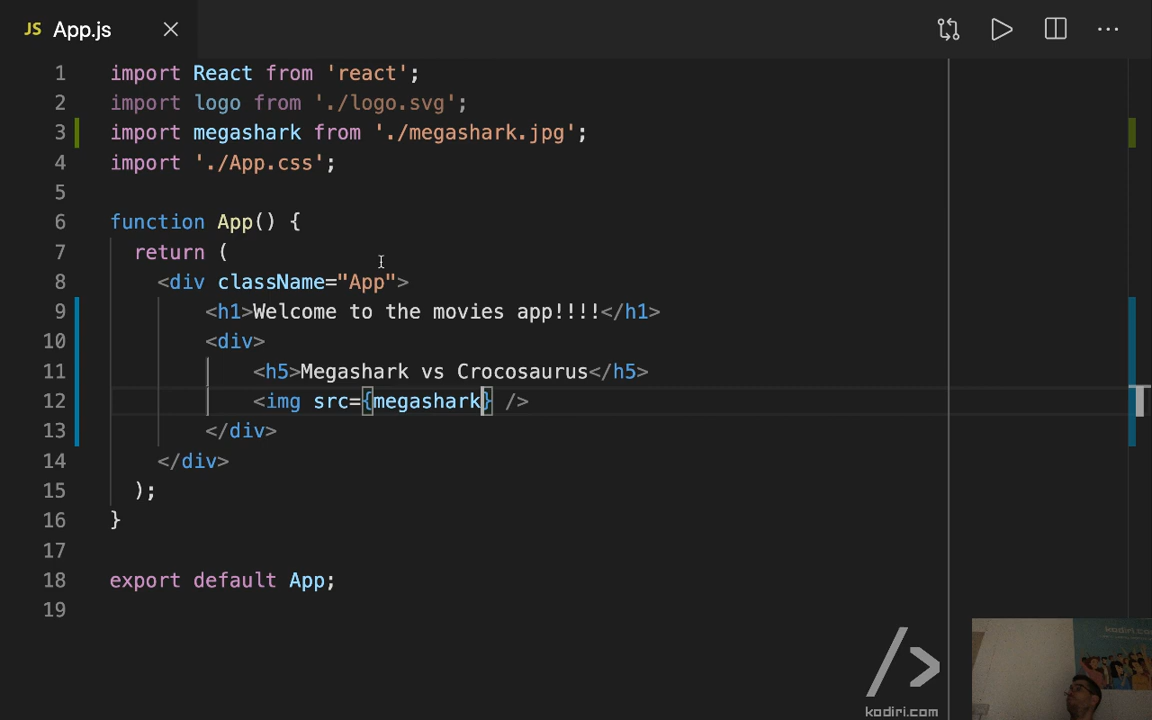 JS App.js
1 import React from 'react';
2 import logo from './logo.svg';
3 import megashark from './megashark.jpg';
4 import './App.css';
5
6 function App() {
7 return (
8 <div className="App">
9 <h1>Welcome to the movies app!!!!</h1>
10 <div>
11 <h5>Megashark vs Crocosaurus</h5>
12 <img src={megashark} />
13 </div>
14 </div>
15 );
16 }
17
18 export default App;
19
/>
kodiri.com
kodiri.com